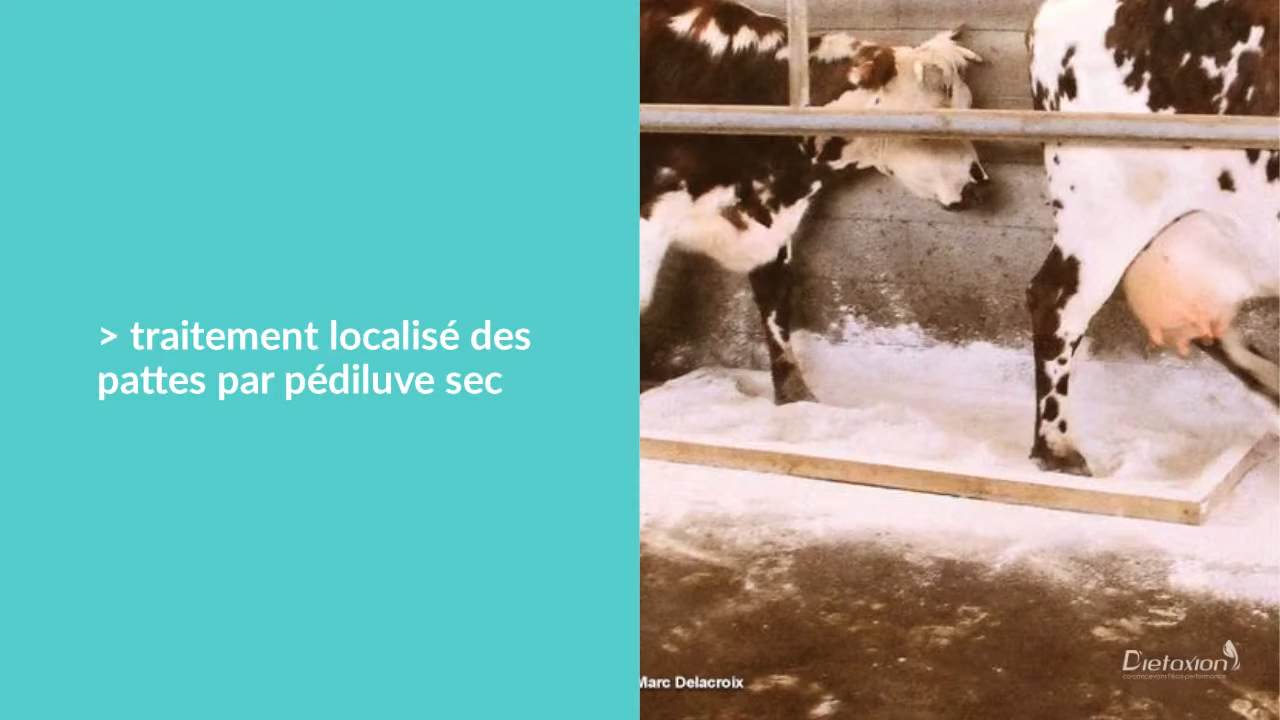 > traitement localisé des
pattes par pédiluve sec
Marc Delacroix
Dietaxion